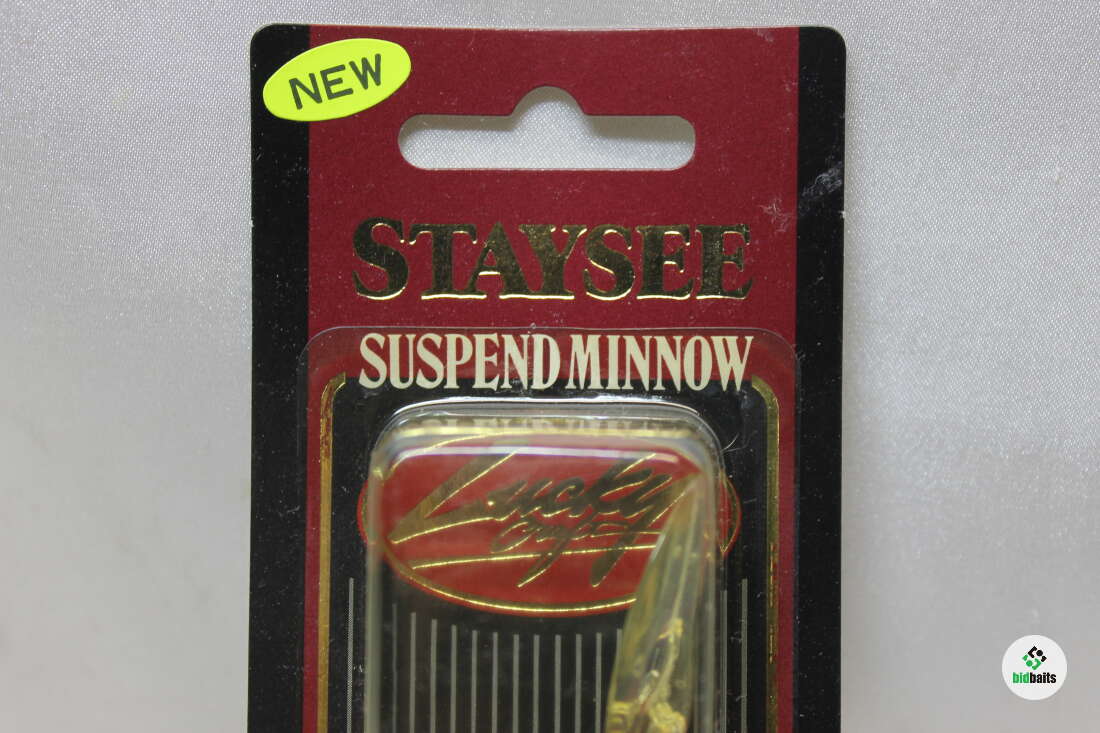 NEW
STAYSEE
SUSPEND MINNOW
Lucky
Craft
bidbaits